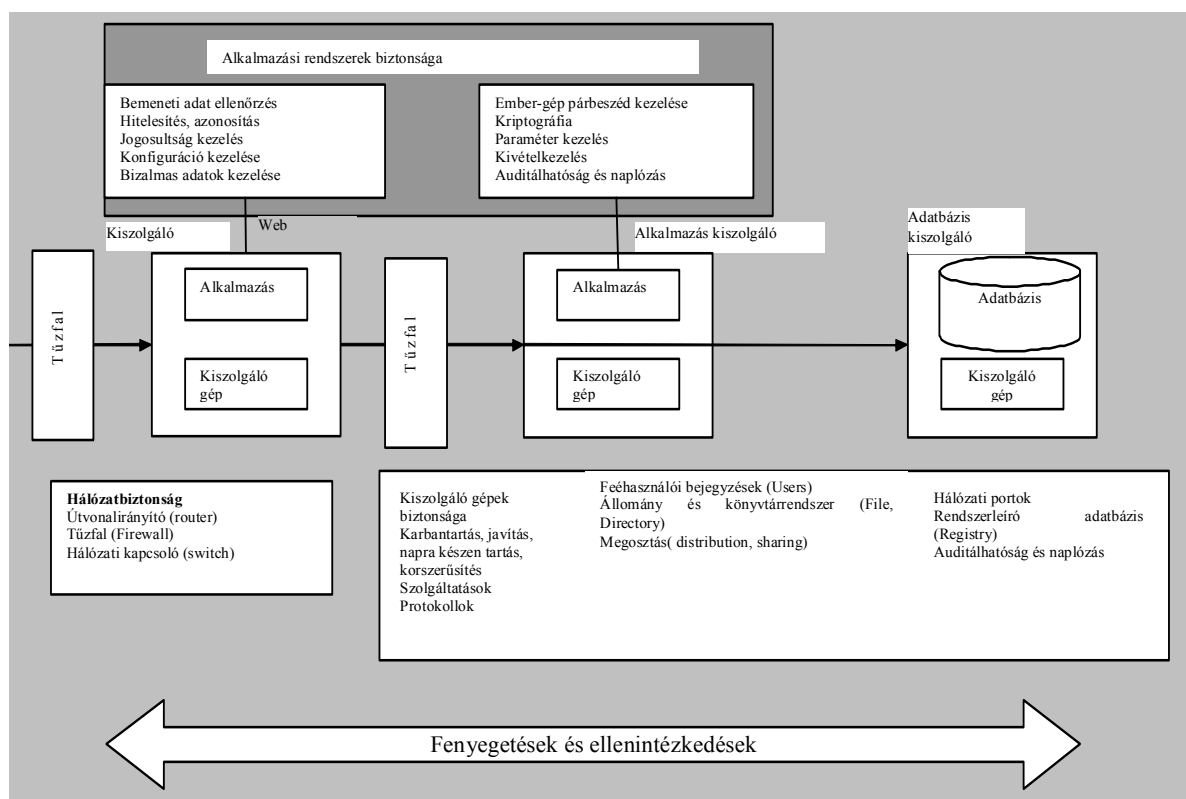 Alkalmazási rendszerek biztonsága
Bemeneti adat ellenőrzés
Hitelesítés, azonosítás
Jogosultság kezelés
Konfiguráció kezelése
Bizalmas adatok kezelése
Ember-gép párbeszéd kezelése
Kriptográfia
Paraméter kezelés
Kivételkezelés
Auditálhatóság és naplózás
Kiszolgáló
Web
Alkalmazás kiszolgáló
Adatbázis
kiszolgáló
Tűzfal
Alkalmazás
Kiszolgáló
gép
Tűzfal
Alkalmazás
Kiszolgáló
gép
Adatbázis
Kiszolgáló
gép
Hálózatbiztonság
Útvonalirányító (router)
Tűzfal (Firewall)
Hálózati kapcsoló (switch)
Kiszolgáló gépek
biztonsága
Karbantartás, javítás,
napra készen tartás,
korszerűsítés
Szolgáltatások
Protokollok
Feéhasználói bejegyzések (Users)
Állomány és könyvtárrendszer (File,
Directory)
Megosztás( distribution, sharing)
Hálózati portok
Rendszerleíró adatbázis
(Registry)
Auditálhatóság és naplózás
Fenyegetések és ellenintézkedések